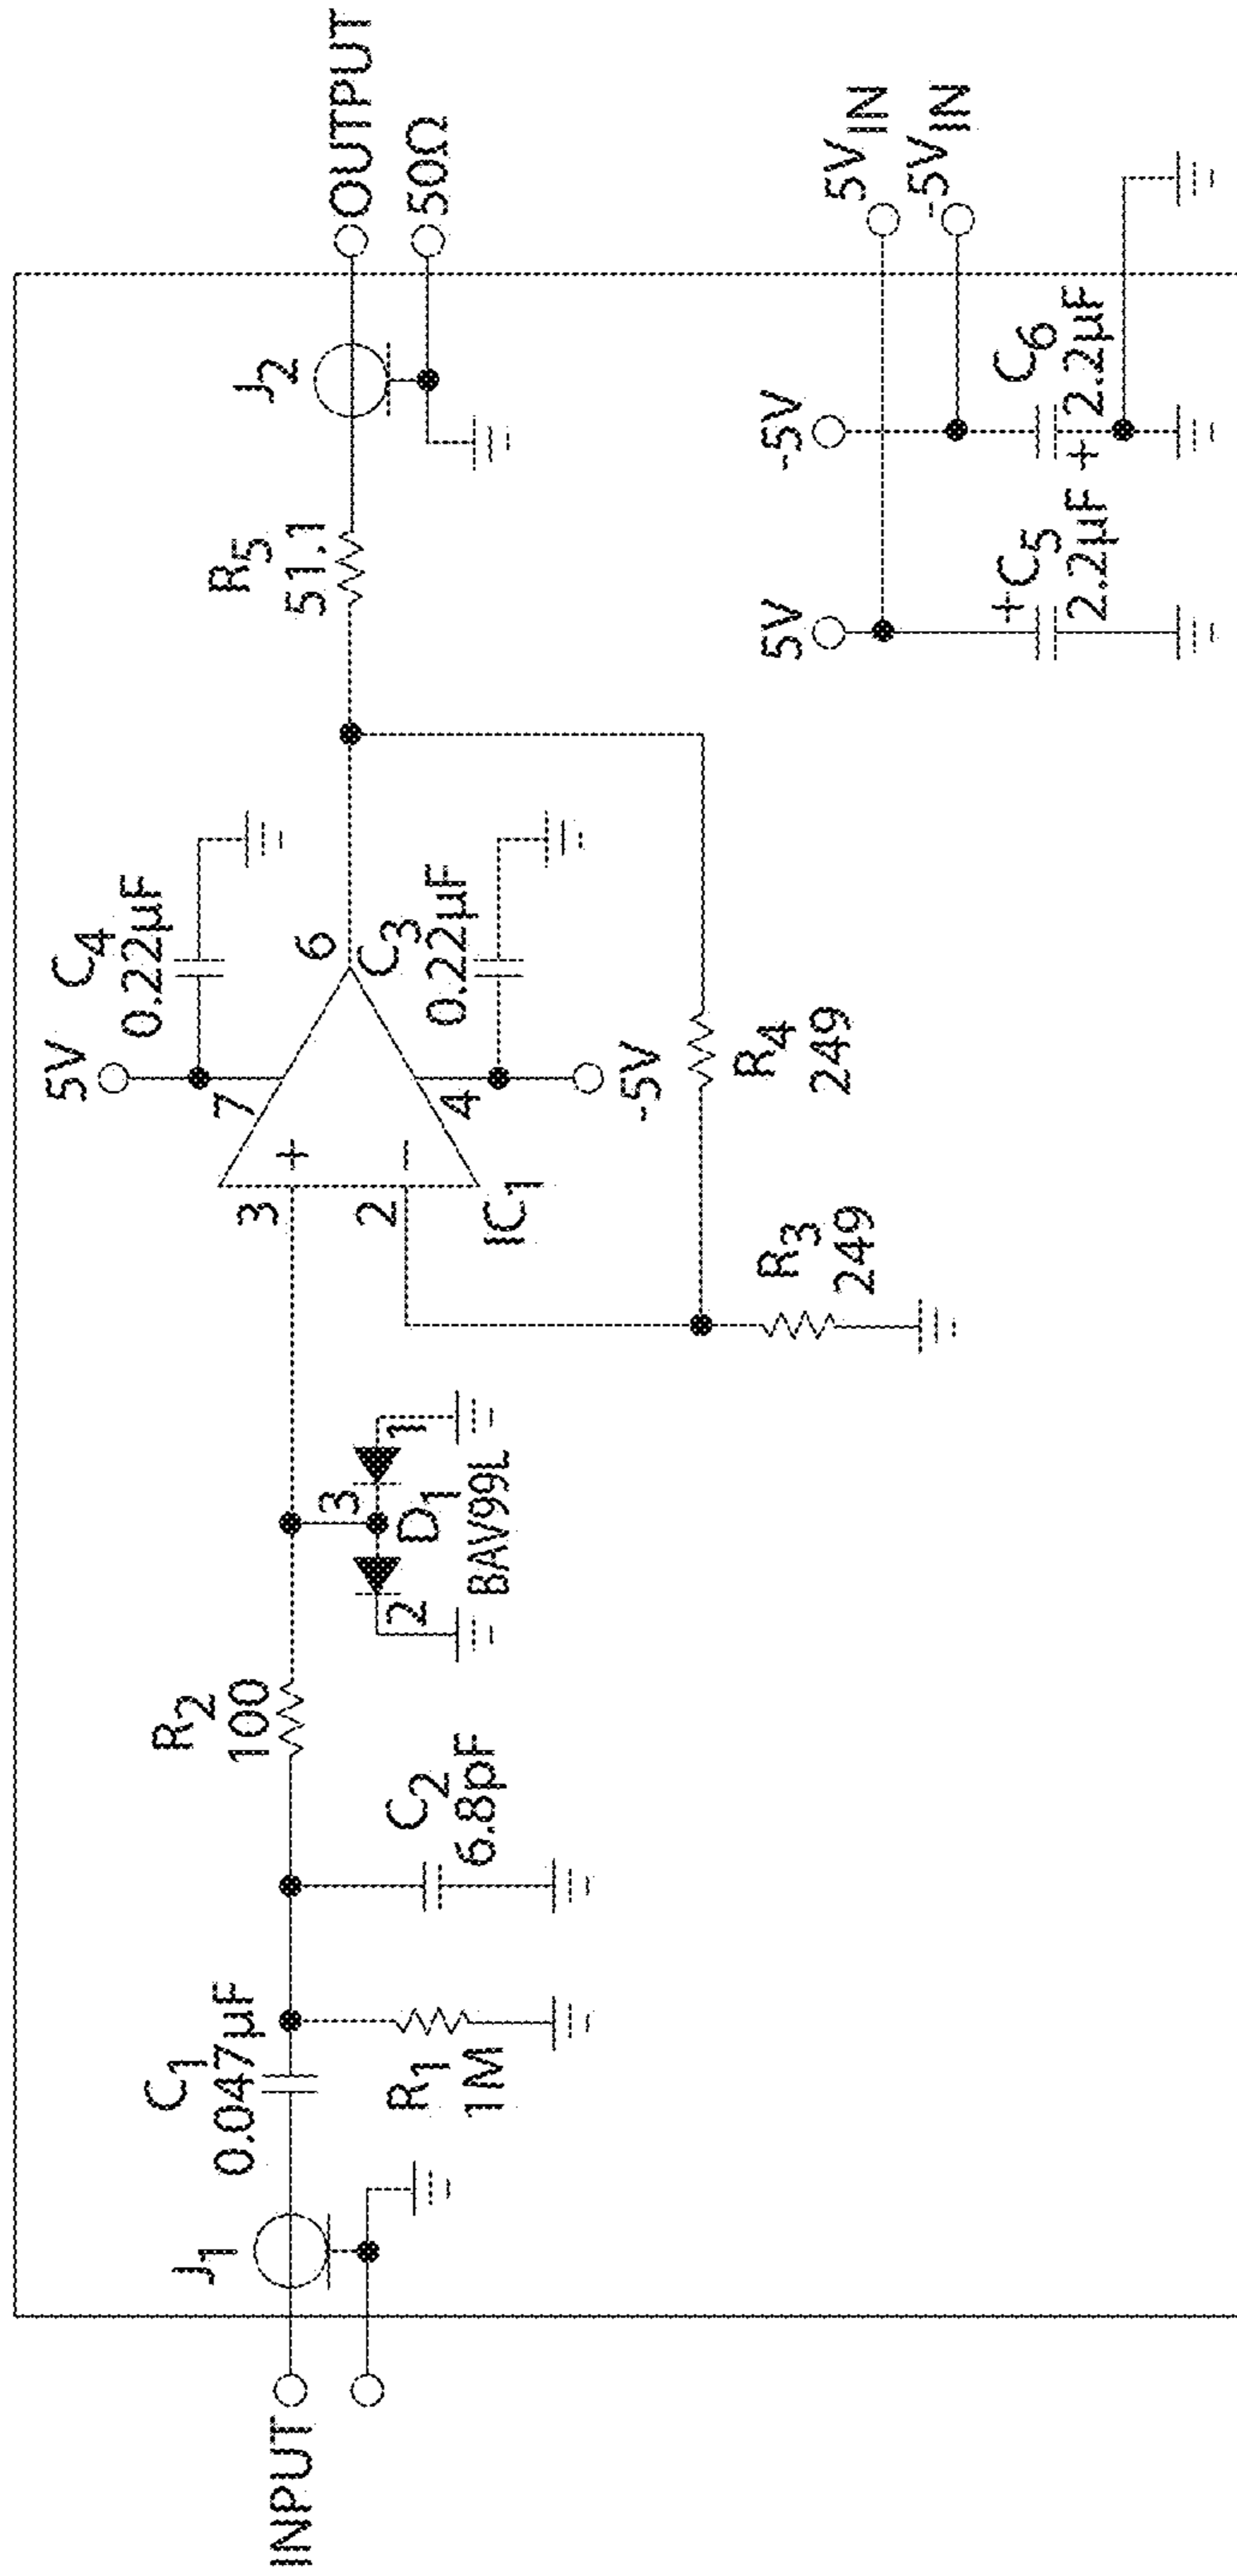 INPUT
J1
C1
0.047µF
R1
1M
C2
6.8pF
R2
100
3
D1
2
1
BAV99L
3
2
+
−
IC1
7
5V
C4
0.22µF
6
4
-5V
C3
0.22µF
R3
249
R4
249
R5
51.1
J2
OUTPUT
50Ω
5V
+C5
2.2µF
-5V
C6
+ 2.2µF
5VIN
-5VIN